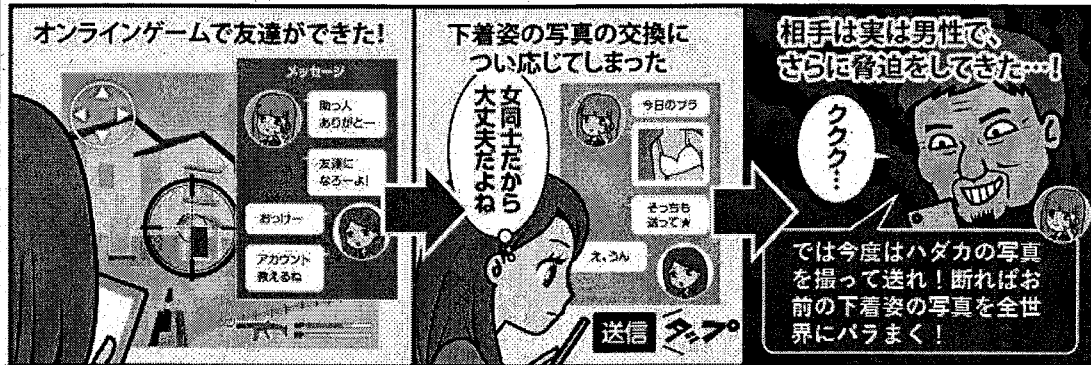 オンラインゲームで友達ができた!
メッセージ
助っ人
ありがとー
友達に
なろーよ!
おっけー
アカウント
教えるね
下着姿の写真の交換に
つい応じてしまった
女同士だから
大丈夫だよね
今日のブラ
そっちも
送って★
え、うん
送信
タップ
相手は実は男性で、
さらに脅迫をしてきた…!
ククク…
では今度はハダカの写真
を撮って送れ!断ればお
前の下着姿の写真を全世
界にバラまく!